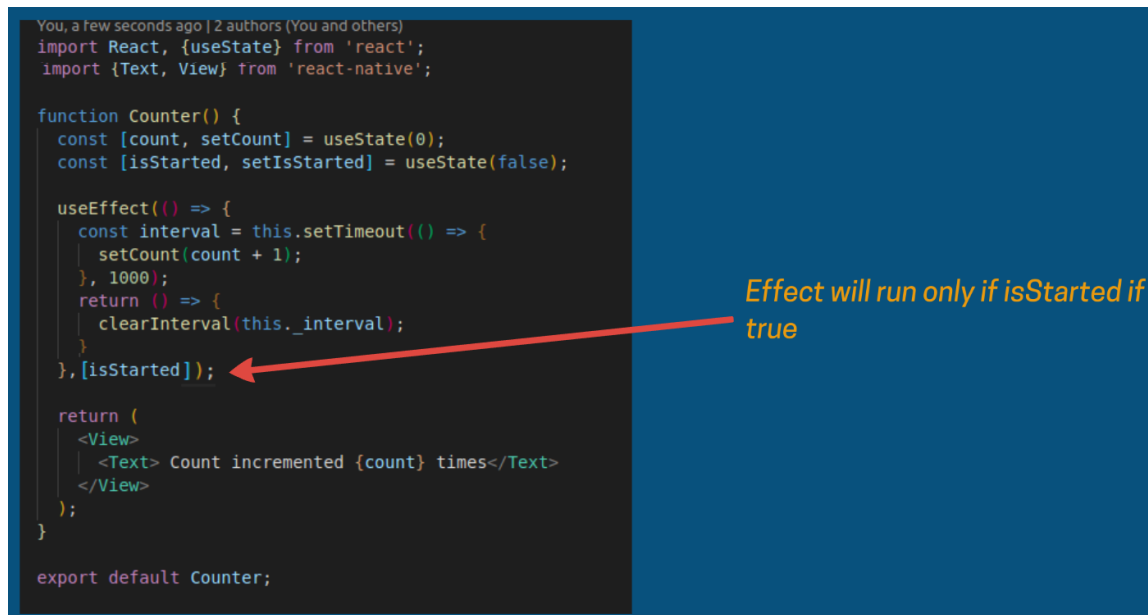 You, a few seconds ago | 2 authors (You and others)
import React, {useState} from 'react';
import {Text, View} from 'react-native';
function Counter() {
const [count, setCount] = useState(0);
const [isStarted, setIsStarted] = useState(false);
useEffect(() => {
const interval = this.setTimeout(() => {
setCount(count + 1);
}, 1000);
return () => {
clearInterval(this._interval);
}
},[isStarted]);
return (
<View>
<Text> Count incremented {count} times</Text>
</View>
);
}
export default Counter;
Effect will run only if isStarted if
true